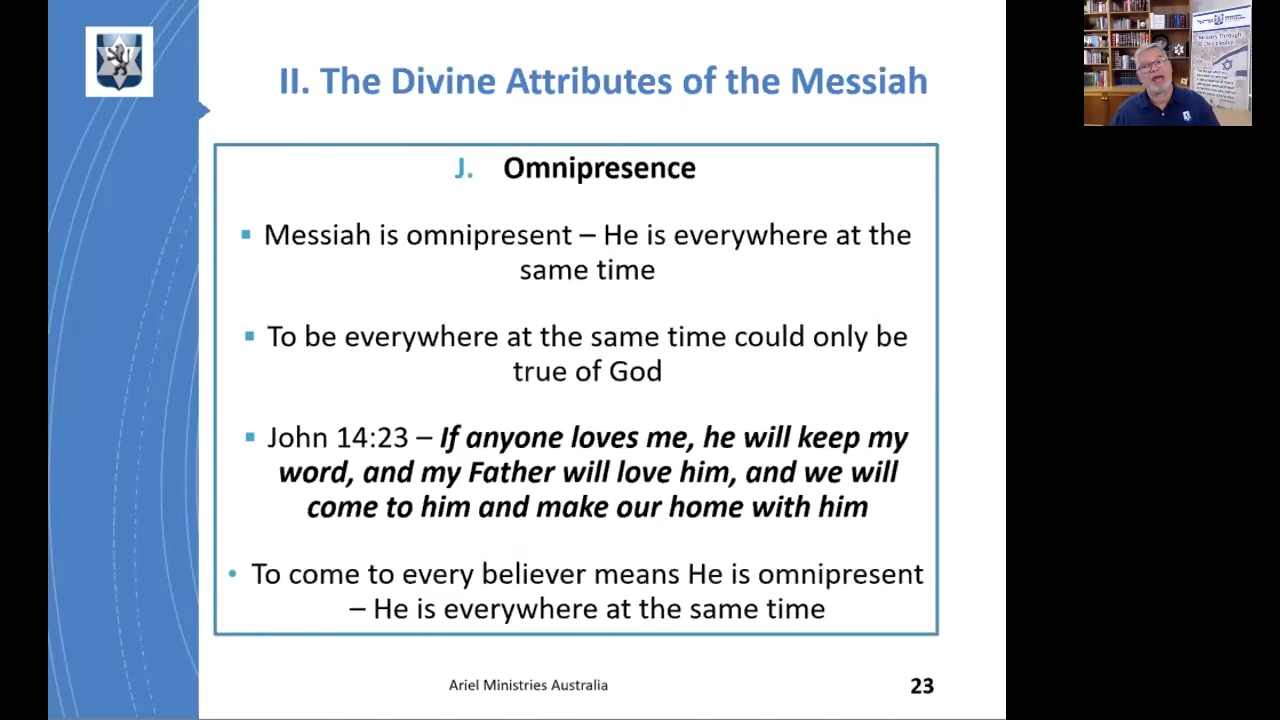 II. The Divine Attributes of the Messiah
J. Omnipresence
▪ Messiah is omnipresent – He is everywhere at the
same time
▪ To be everywhere at the same time could only be
true of God
▪ John 14:23 – If anyone loves me, he will keep my
word, and my Father will love him, and we will
come to him and make our home with him
• To come to every believer means He is omnipresent
– He is everywhere at the same time
Ariel Ministries Australia
23
Ministry Through
Discipleship